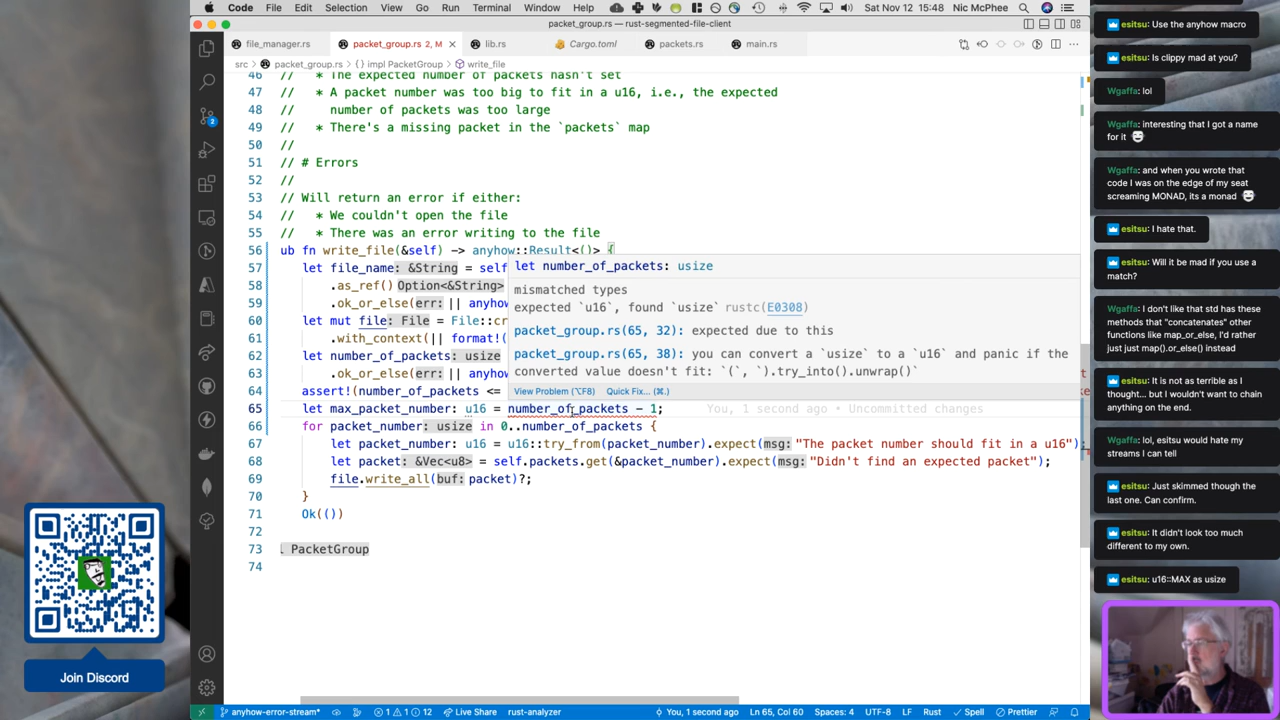 Code File Edit Selection View Go Run Terminal Window Help Sat Nov 12 15:48 Nic McPhee
packet_group.rs — rust-segmented-file-client
file_manager.rs packet_group.rs 2, M lib.rs Cargo.toml packets.rs main.rs
src > packet_group.rs > {} impl PacketGroup > write_file
46 // * The expected number of packets hasn't set
47 // * A packet number was too big to fit in a u16, i.e., the expected
48 // number of packets was too large
49 // * There's a missing packet in the `packets` map
50 //
51 // # Errors
52 //
53 // Will return an error if either:
54 // * We couldn't open the file
55 // * There was an error writing to the file
56 ub fn write_file(&self) -> anyhow::Result<()> {
57 let file_name: &String = self
58 .as_ref() Option<&String>
59 .ok_or_else(err: || anyho
60 let mut file: File = File::cr
61 .with_context(|| format!(
62 let number_of_packets: usize
63 .ok_or_else(err: || anyho
64 assert!(number_of_packets <=
65 let max_packet_number: u16 = number_of_packets - 1; You, 1 second ago • Uncommitted changes
66 for packet_number: usize in 0..number_of_packets {
67 let packet_number: u16 = u16::try_from(packet_number).expect(msg: "The packet number should fit in a u16");
68 let packet: &Vec<u8> = self.packets.get(&packet_number).expect(msg: "Didn't find an expected packet");
69 file.write_all(buf: packet)?;
70 }
71 Ok(())
72
73 PacketGroup
74
let number_of_packets: usize
mismatched types
expected `u16`, found `usize` rustc(E0308)
packet_group.rs(65, 32): expected due to this
packet_group.rs(65, 38): you can convert a `usize` to a `u16` and panic if the
converted value doesn't fit: `(`, `).try_into().unwrap()`
View Problem (⌥F8) Quick Fix... (⌘.)
esitsu: Use the anyhow macro
esitsu: Is clippy mad at you?
Wgaffa: lol
Wgaffa: interesting that I got a name
for it
Wgaffa: and when you wrote that
code I was on the edge of my seat
screaming MONAD, its a monad
esitsu: I hate that.
esitsu: Will it be mad if you use a
match?
Wgaffa: I don't like that std has these
methods that "concatenates" other
functions like map_or_else, I'd rather
just just map().or_else() instead
esitsu: It is not as terrible as I
thought... but I wouldn't want to chain
anything on the end.
Wgaffa: lol, esitsu would hate my
streams I can tell
esitsu: Just skimmed though the
last one. Can confirm.
esitsu: It didn't look too much
different to my own.
esitsu: u16::MAX as usize
Join Discord
2
anyhow-error-stream* 1 1 12 Live Share rust-analyzer You, 1 second ago Ln 65, Col 60 Spaces: 4 UTF-8 LF Rust Spell Prettier